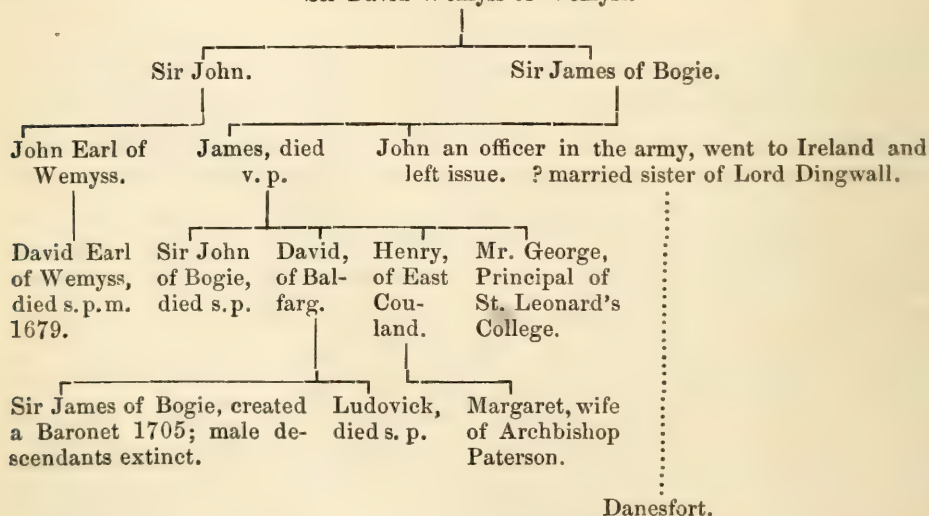 Sir John.
Sir James of Bogie.
John Earl of
Wemyss.
James, died
v. p.
John an officer in the army, went to Ireland and
left issue. ? married sister of Lord Dingwall.
David Earl
of Wemyss,
died s. p. m.
1679.
Sir John
of Bogie,
died s. p.
David,
of Bal-
farg.
Henry,
of East
Cou-
land.
Mr. George,
Principal of
St. Leonard's
College.
Sir James of Bogie, created
a Baronet 1705; male de-
scendants extinct.
Ludovick,
died s. p.
Margaret, wife
of Archbishop
Paterson.
Danesfort.